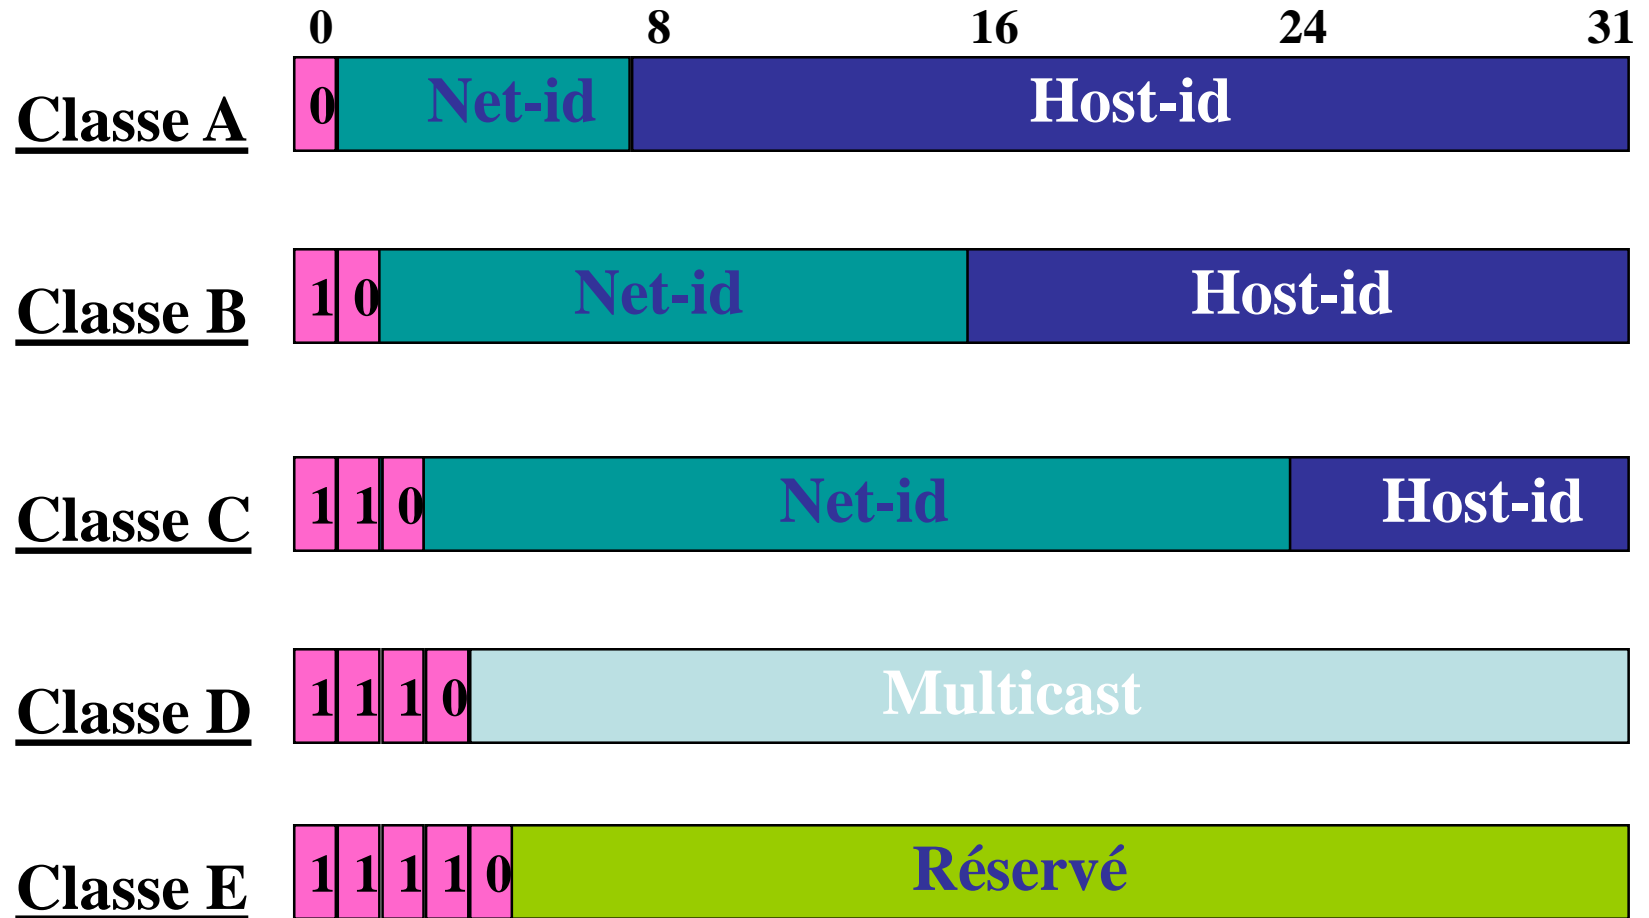 0 8 16 24 31
Classe A 0 Net-id Host-id
Classe B 1 0 Net-id Host-id
Classe C 1 1 0 Net-id Host-id
Classe D 1 1 1 0 Multicast
Classe E 1 1 1 1 0 Réservé